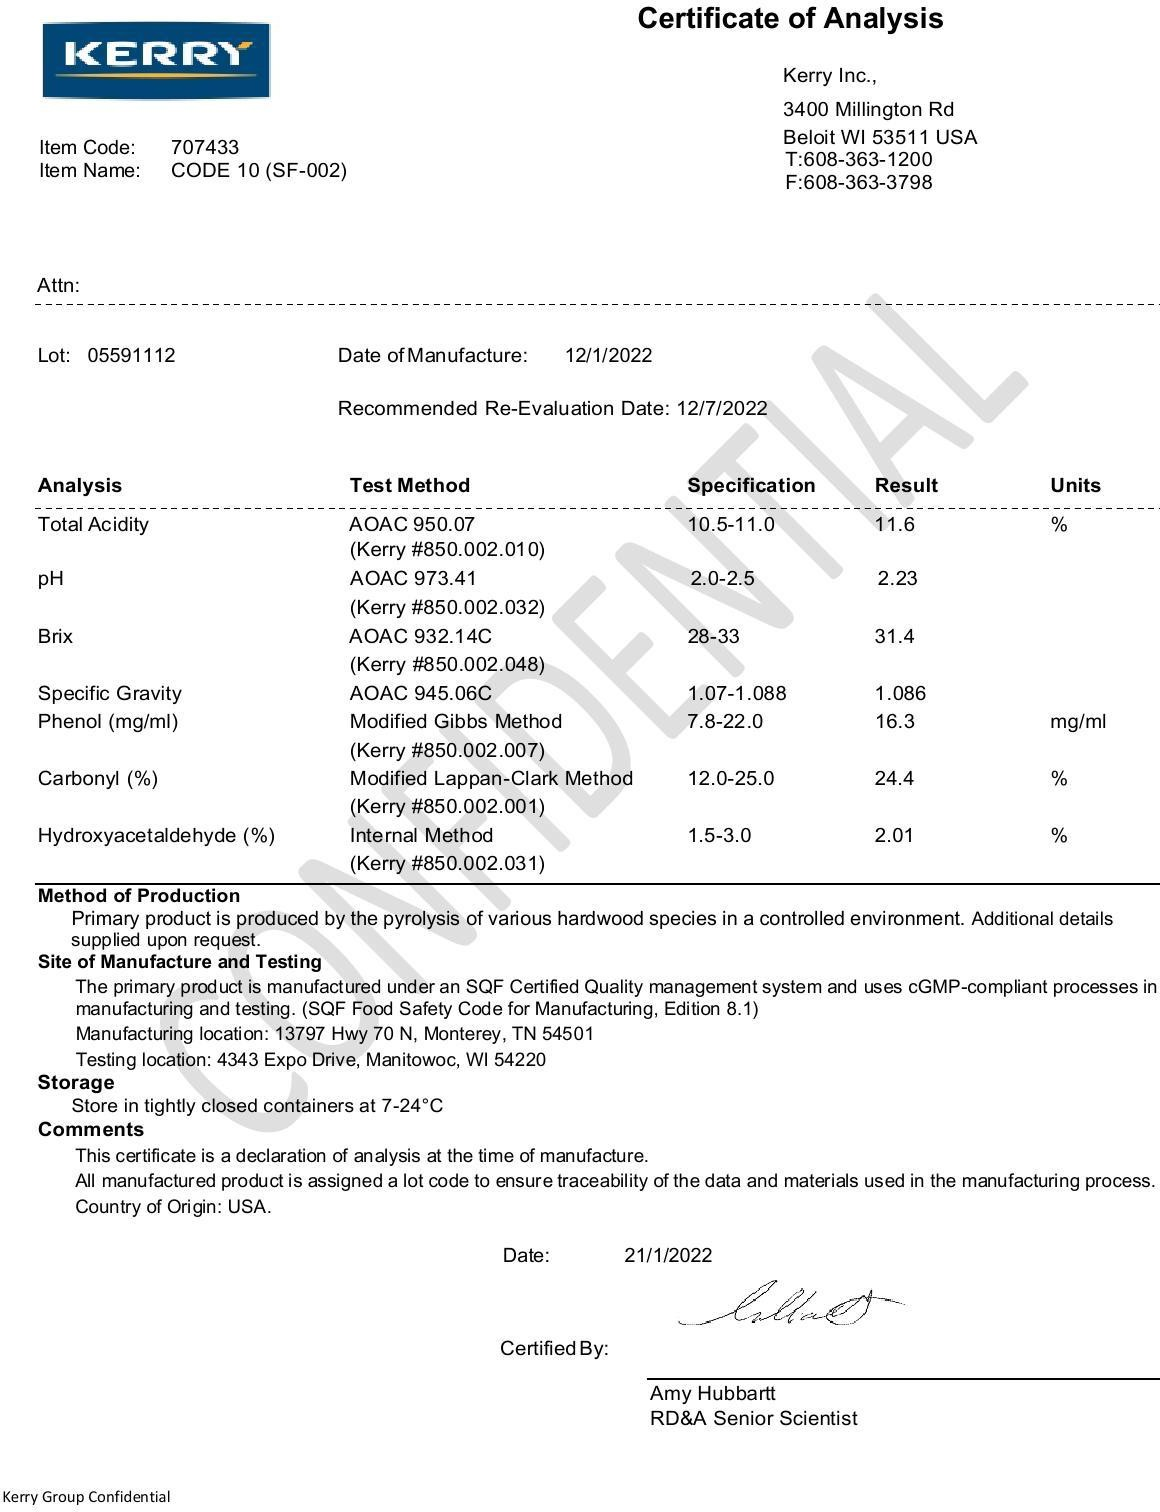 Certificate of Analysis
KERRY
Kerry Inc.,
3400 Millington Rd
Beloit WI 53511 USA
T:608-363-1200
F:608-363-3798
Item Code: 707433
Item Name: CODE 10 (SF-002)
Attn:
Lot: 05591112 Date of Manufacture: 12/1/2022
Recommended Re-Evaluation Date: 12/7/2022
Analysis Test Method Specification Result Units
Total Acidity AOAC 950.07 10.5-11.0 11.6 %
(Kerry #850.002.010)
pH AOAC 973.41 2.0-2.5 2.23
(Kerry #850.002.032)
Brix AOAC 932.14C 28-33 31.4
(Kerry #850.002.048)
Specific Gravity AOAC 945.06C 1.07-1.088 1.086
Phenol (mg/ml) Modified Gibbs Method 7.8-22.0 16.3 mg/ml
(Kerry #850.002.007)
Carbonyl (%) Modified Lappan-Clark Method 12.0-25.0 24.4 %
(Kerry #850.002.001)
Hydroxyacetaldehyde (%) Internal Method 1.5-3.0 2.01 %
(Kerry #850.002.031)
Method of Production
Primary product is produced by the pyrolysis of various hardwood species in a controlled environment. Additional details
supplied upon request.
Site of Manufacture and Testing
The primary product is manufactured under an SQF Certified Quality management system and uses cGMP-compliant processes in
manufacturing and testing. (SQF Food Safety Code for Manufacturing, Edition 8.1)
Manufacturing location: 13797 Hwy 70 N, Monterey, TN 54501
Testing location: 4343 Expo Drive, Manitowoc, WI 54220
Storage
Store in tightly closed containers at 7-24°C
Comments
This certificate is a declaration of analysis at the time of manufacture.
All manufactured product is assigned a lot code to ensure traceability of the data and materials used in the manufacturing process.
Country of Origin: USA.
Date: 21/1/2022
Certified By:
Amy Hubbartt
RD&A Senior Scientist
Kerry Group Confidential
CONFIDENTIAL